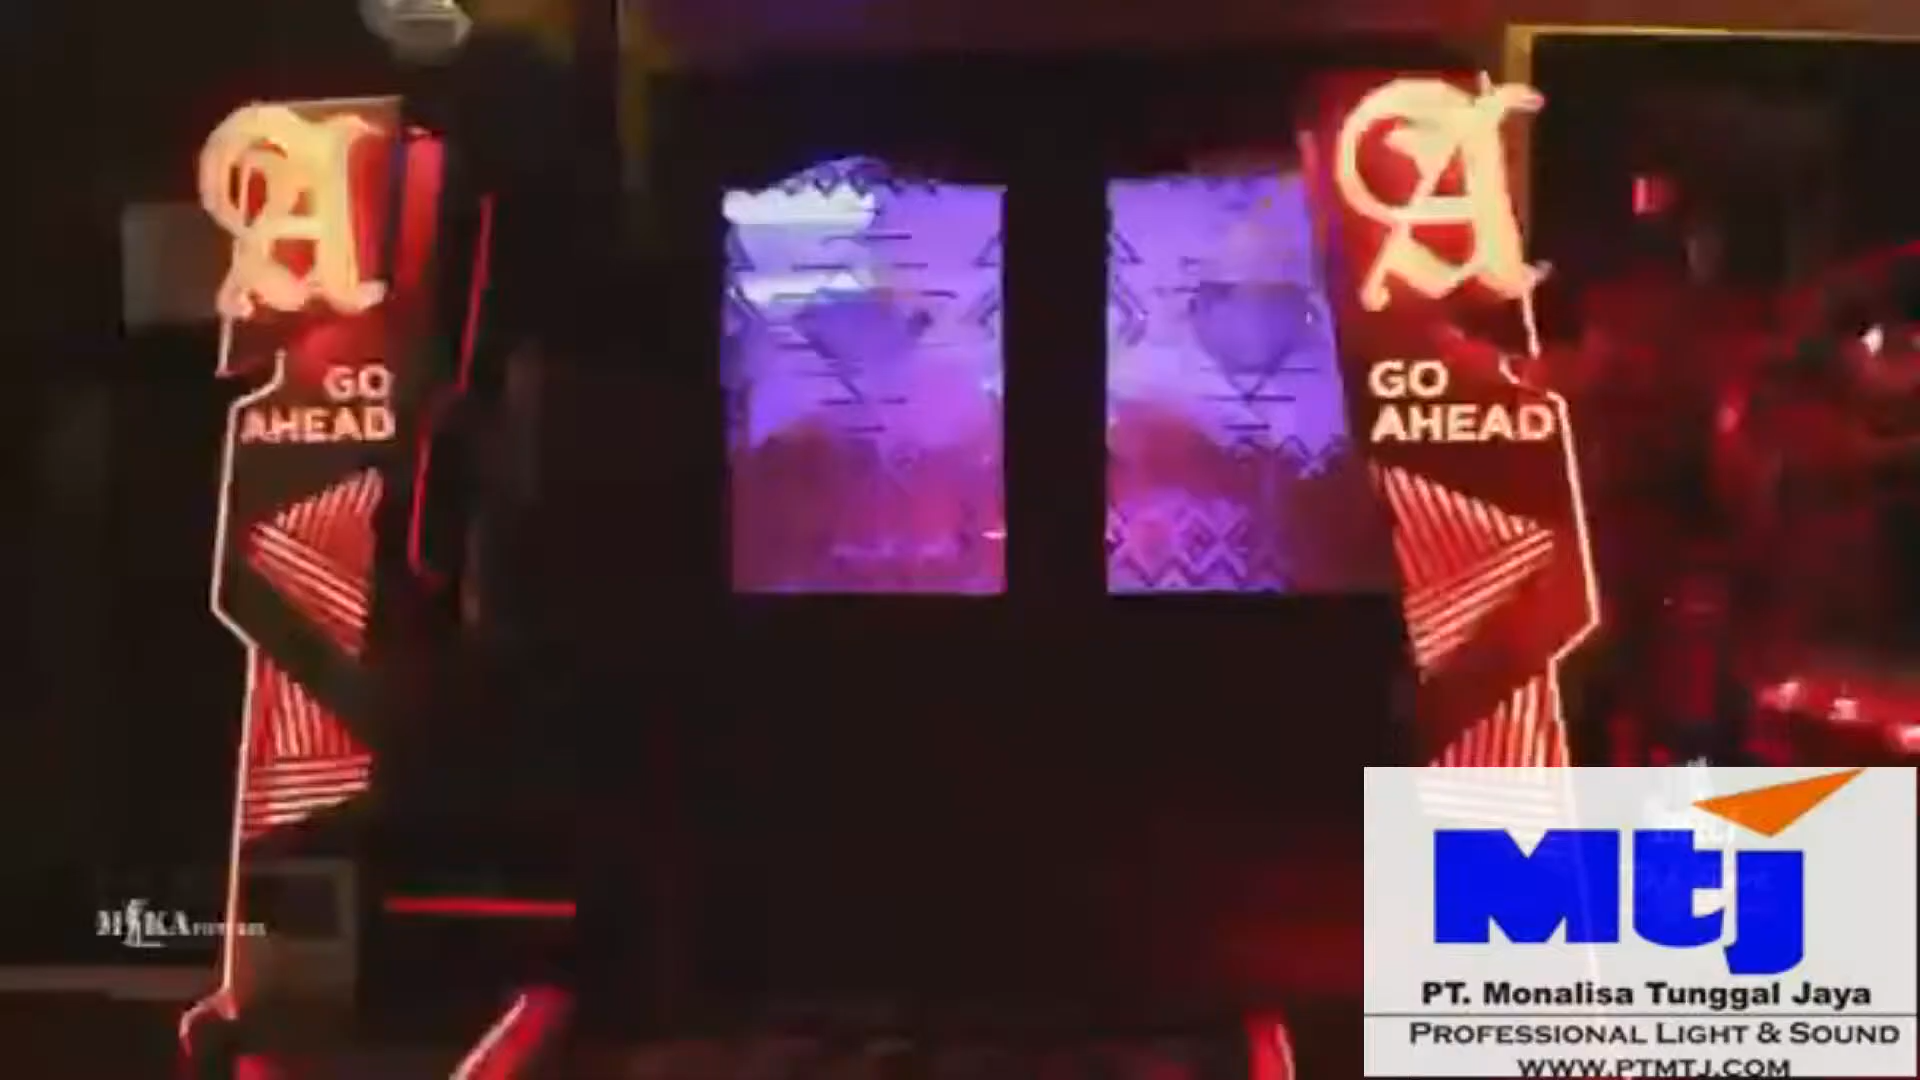 A
GO
AHEAD
A
GO
AHEAD
Mtj
PT. Monalisa Tunggal Jaya
PROFESSIONAL LIGHT & SOUND
WWW.PTMTJ.COM